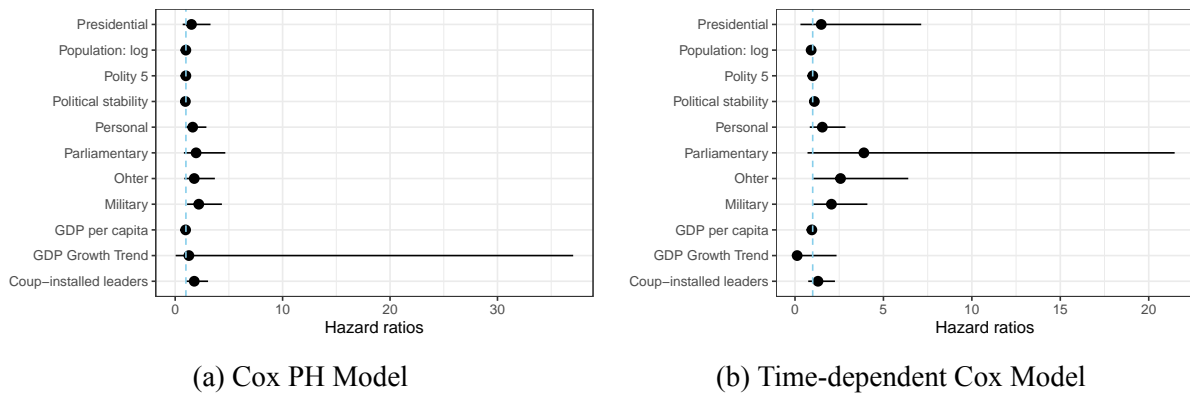 Presidential
Population: log
Polity 5
Political stability
Personal
Parliamentary
Ohter
Military
GDP per capita
GDP Growth Trend
Coup−installed leaders
0 10 20 30
Hazard ratios
(a) Cox PH Model
Presidential
Population: log
Polity 5
Political stability
Personal
Parliamentary
Ohter
Military
GDP per capita
GDP Growth Trend
Coup−installed leaders
0 5 10 15 20
Hazard ratios
(b) Time-dependent Cox Model